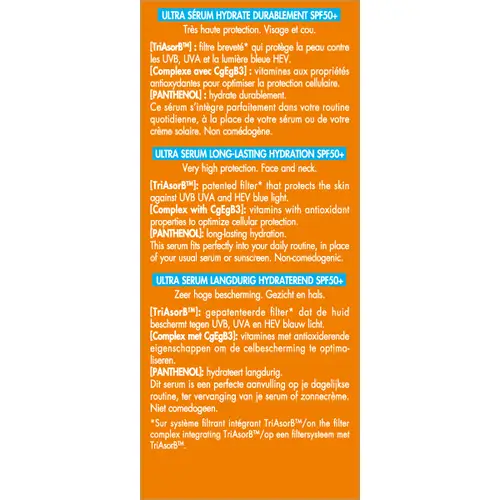 ULTRA SÉRUM HYDRATE DURABLEMENT SPF50+
Très haute protection. Visage et cou.
[TriAsorB™] : filtre breveté* qui protège la peau contre
les UVB, UVA et la lumière bleue HEV.
[Complexe avec CgEgB3] : vitamines aux propriétés
antioxydantes pour optimiser la protection cellulaire.
[PANTHENOL] : hydrate durablement.
Ce sérum s'intègre parfaitement dans votre routine
quotidienne, à la place de votre sérum ou de votre
crème solaire. Non comédogène.
ULTRA SERUM LONG-LASTING HYDRATION SPF50+
Very high protection. Face and neck.
[TriAsorB™]: patented filter* that protects the skin
against UVB UVA and HEV blue light.
[Complex with CgEgB3]: vitamins with antioxidant
properties to optimize cellular protection.
[PANTHENOL]: long-lasting hydration.
This serum fits perfectly into your daily routine, in place
of your usual serum or sunscreen. Non-comedogenic.
ULTRA SERUM LANGDURIG HYDRATEREND SPF50+
Zeer hoge bescherming. Gezicht en hals.
[TriAsorB™]: gepatenteerde filter* dat de huid
beschermt tegen UVB, UVA en HEV blauw licht.
[Complex met CgEgB3]: vitamines met antioxiderende
eigenschappen om de celbescherming te optima-
liseren.
[PANTHENOL]: hydrateert langdurig.
Dit serum is een perfecte aanvulling op je dagelijkse
routine, ter vervanging van je serum of zonnecrème.
Niet comedogeen.
*Sur système filtrant intégrant TriAsorB™/on the filter
complex integrating TriAsorB™/op een filtersysteem met
TriAsorB™.